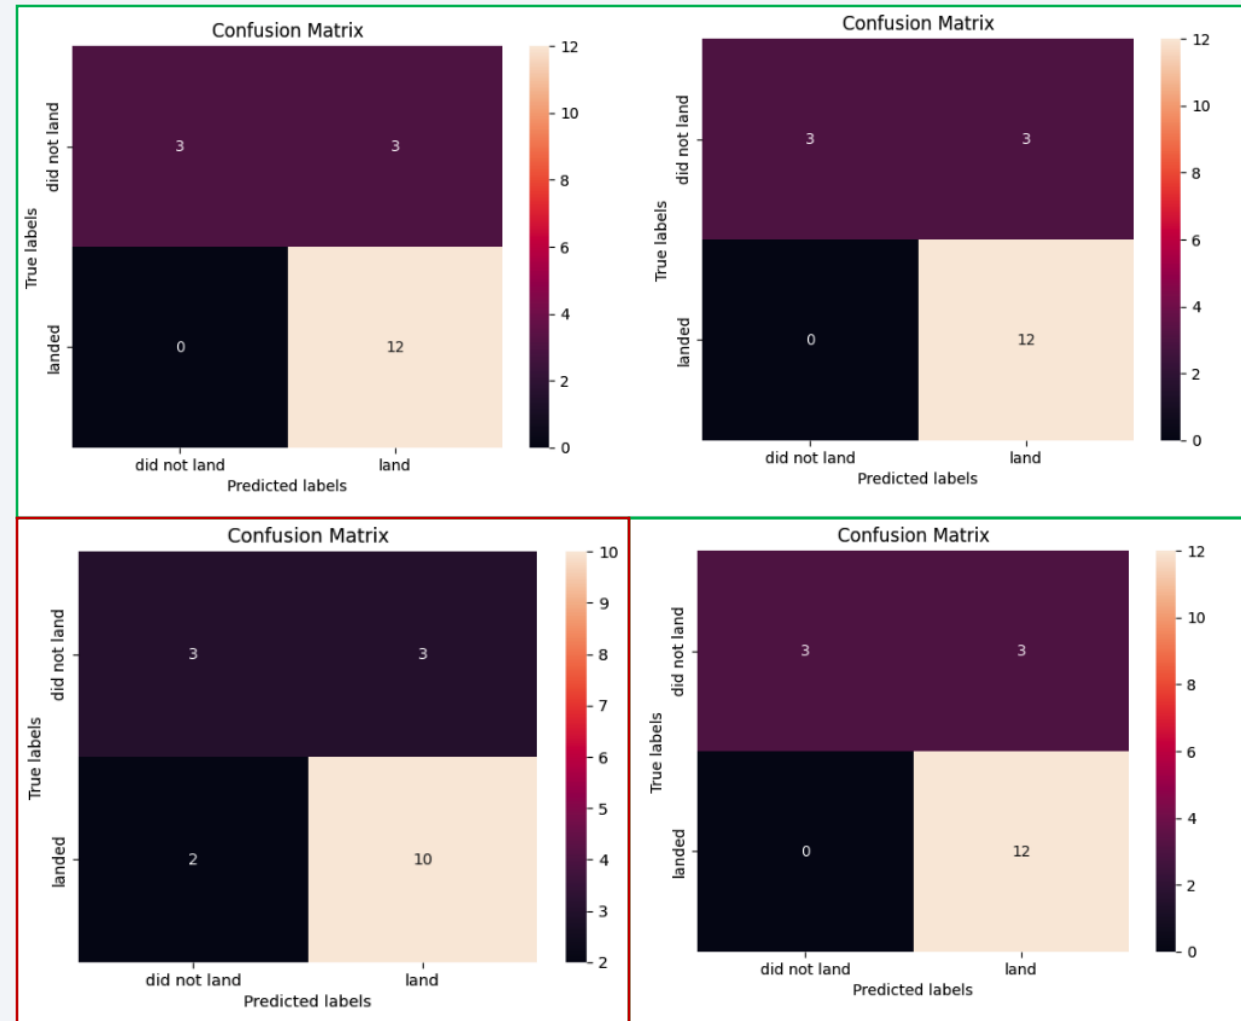 Confusion Matrix
True labels
did not land
landed
3 3
0 12
did not land land
Predicted labels
12
10
8
6
4
2
0
Confusion Matrix
True labels
did not land
landed
3 3
0 12
did not land land
Predicted labels
12
10
8
6
4
2
0
Confusion Matrix
True labels
did not land
landed
3 3
2 10
did not land land
Predicted labels
10
9
8
7
6
5
4
3
2
Confusion Matrix
True labels
did not land
landed
3 3
0 12
did not land land
Predicted labels
12
10
8
6
4
2
0